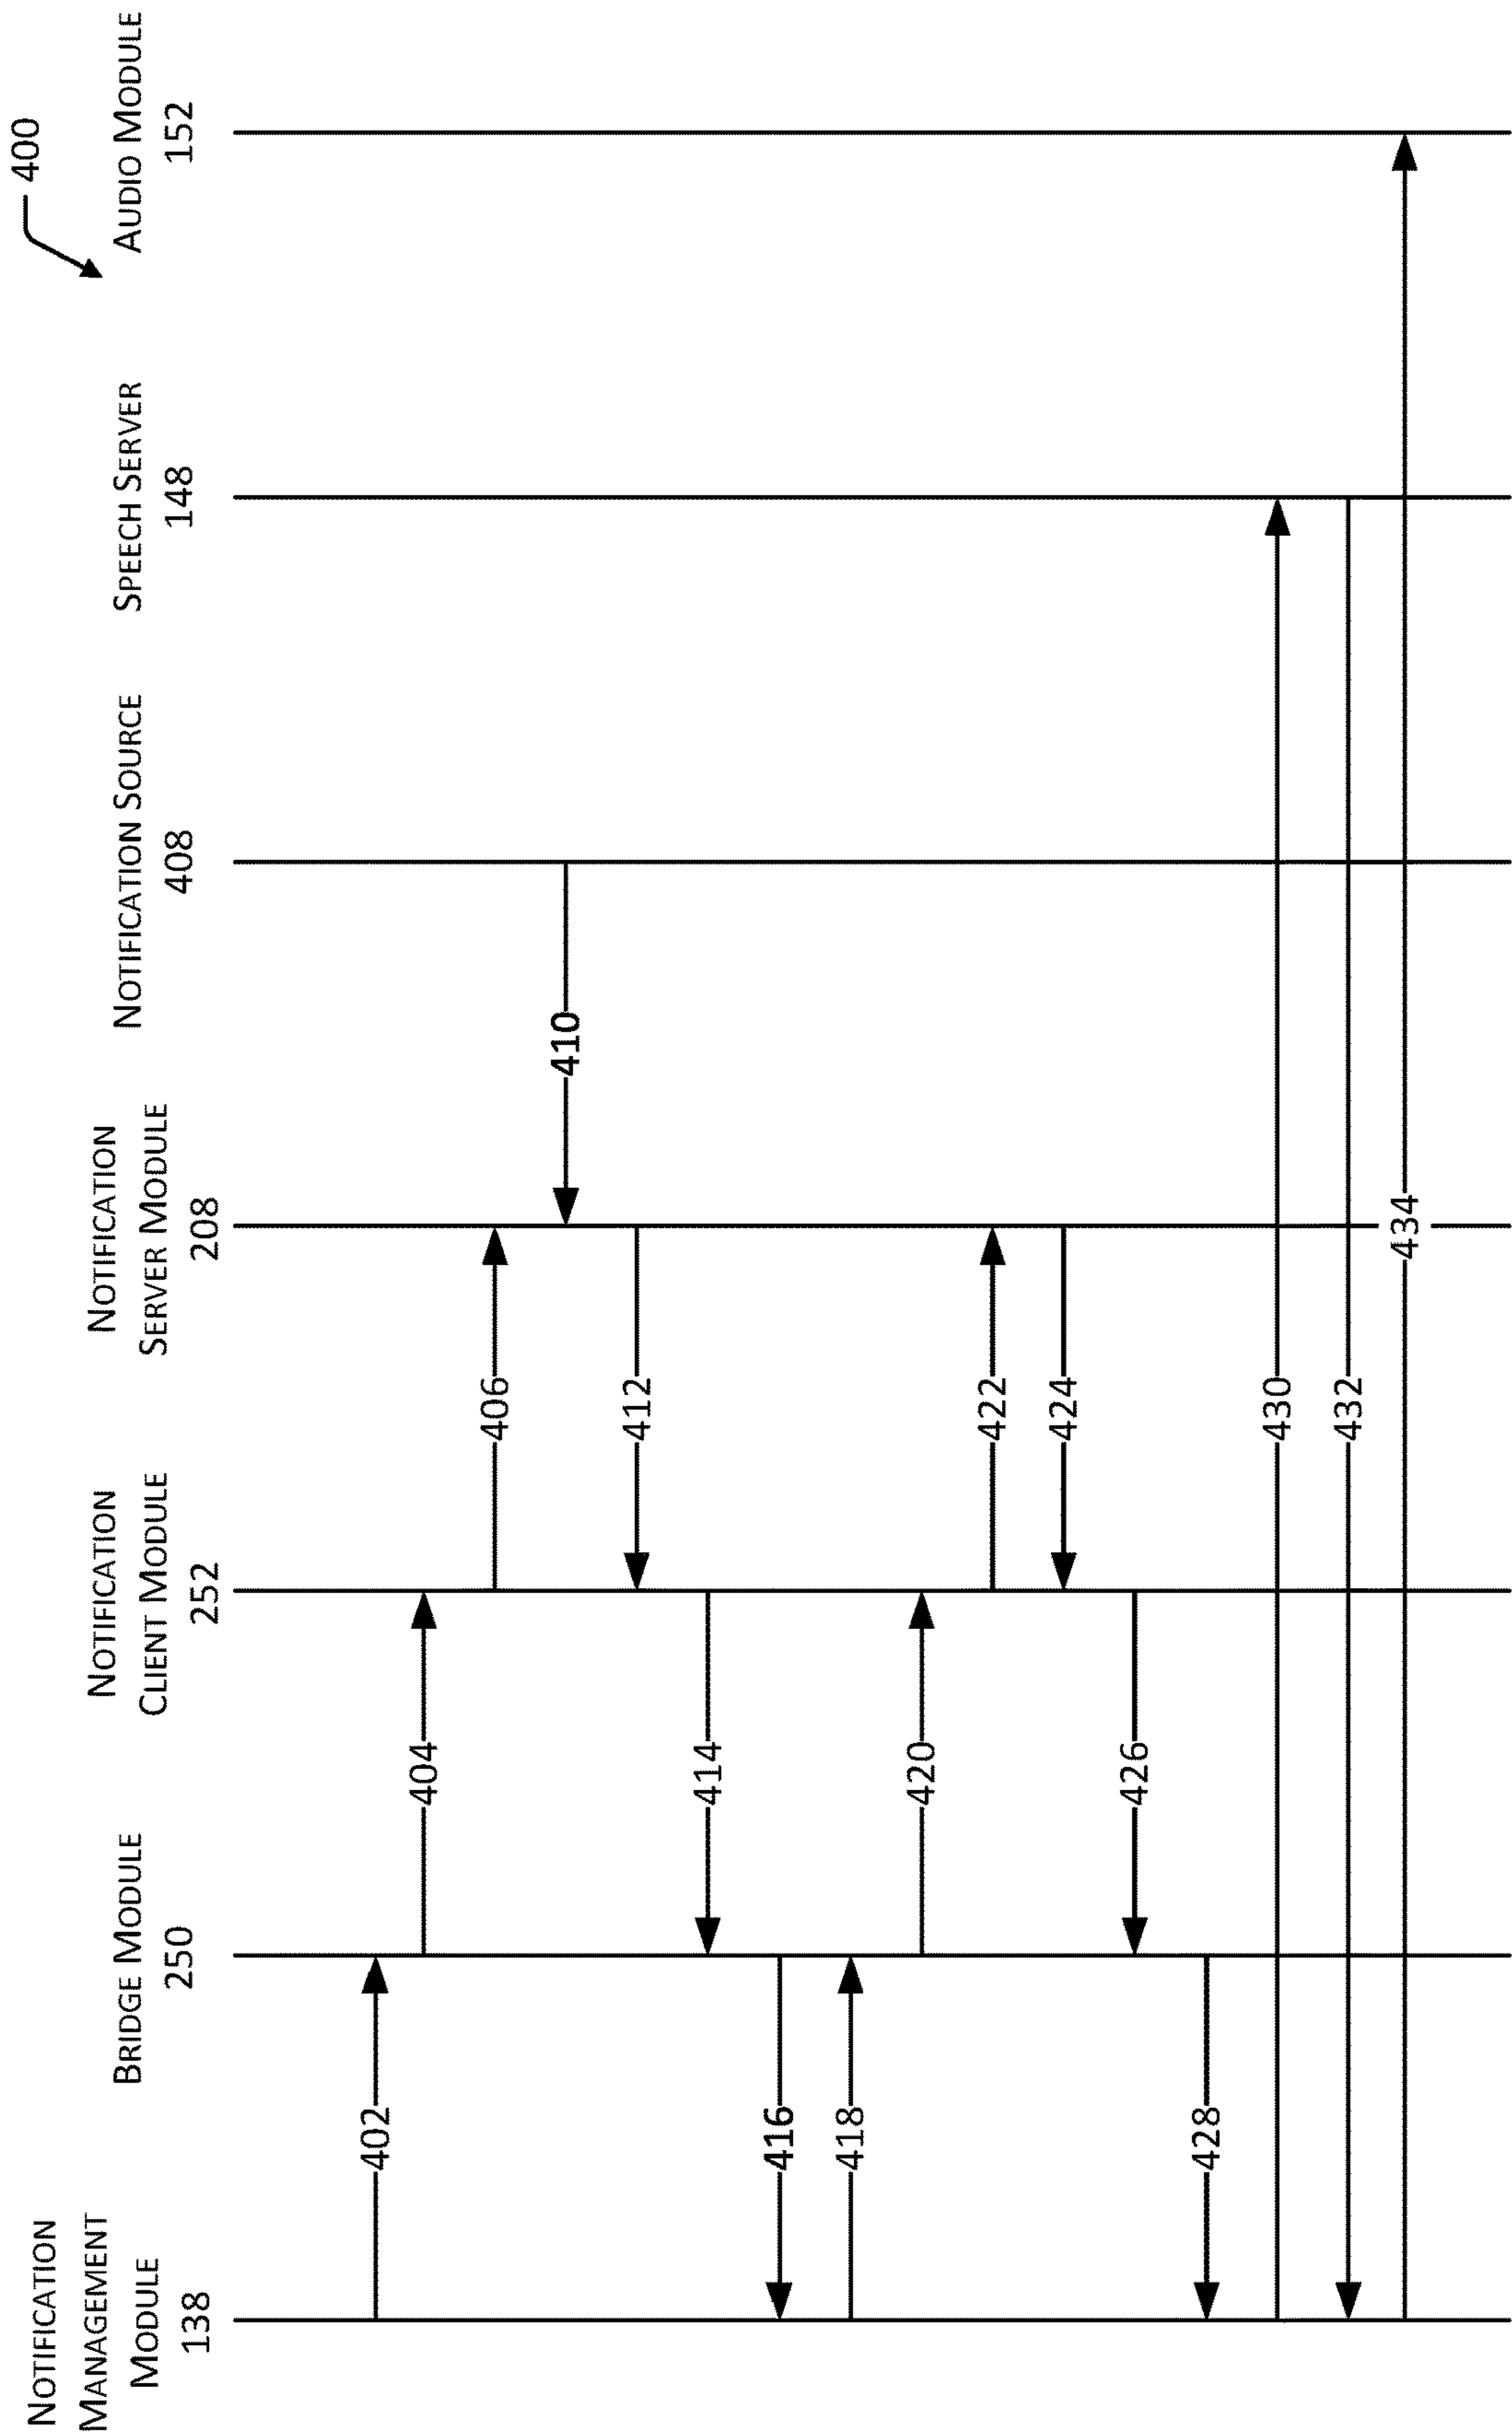 400
NOTIFICATION
MANAGEMENT
MODULE
138
BRIDGE MODULE
250
NOTIFICATION
CLIENT MODULE
252
NOTIFICATION
SERVER MODULE
208
NOTIFICATION SOURCE
408
SPEECH SERVER
148
AUDIO MODULE
152
402
404
406
410
412
414
416
418
420
422
424
426
428
430
432
434